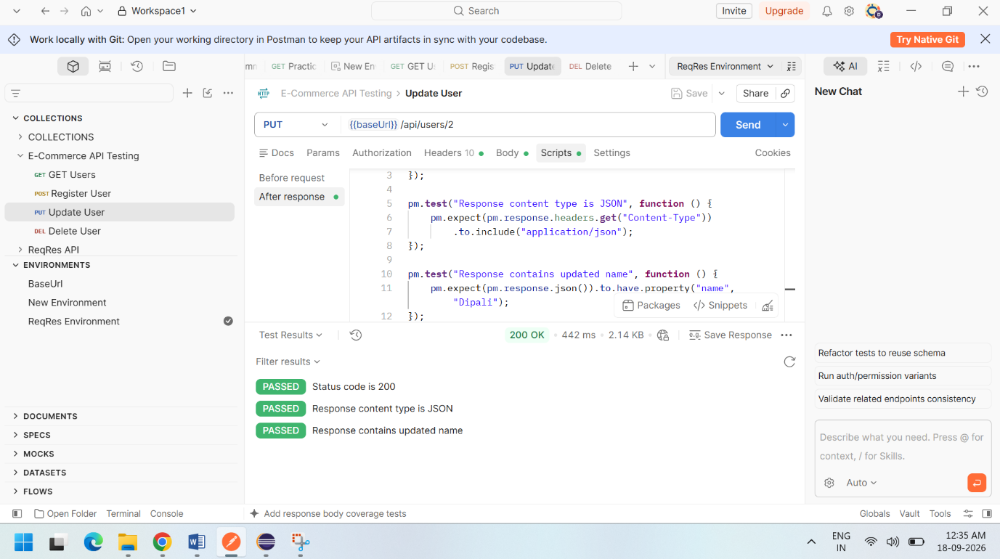 Workspace1
Search
Invite
Upgrade
Work locally with Git: Open your working directory in Postman to keep your API artifacts in sync with your codebase.
Try Native Git
GET Practic
New En
GET GET U
POST Regis
PUT Update
DEL Delete
ReqRes Environment
AI
COLLECTIONS
COLLECTIONS
E-Commerce API Testing
GET GET Users
POST Register User
PUT Update User
DEL Delete User
ReqRes API
ENVIRONMENTS
BaseUrl
New Environment
ReqRes Environment
DOCUMENTS
SPECS
MOCKS
DATASETS
FLOWS
HTTP E-Commerce API Testing > Update User
Save
Share
PUT
{{baseUrl}} /api/users/2
Send
Docs Params Authorization Headers 10 Body Scripts Settings
Cookies
Before request
After response
3 });
4
5 pm.test("Response content type is JSON", function () {
6 pm.expect(pm.response.headers.get("Content-Type"))
7 .to.include("application/json");
8 });
9
10 pm.test("Response contains updated name", function () {
11 pm.expect(pm.response.json()).to.have.property("name",
"Dipali");
12 });
Packages
Snippets
Test Results
200 OK • 442 ms • 2.14 KB
e.g. Save Response
Filter results
PASSED Status code is 200
PASSED Response content type is JSON
PASSED Response contains updated name
New Chat
Refactor tests to reuse schema
Run auth/permission variants
Validate related endpoints consistency
Describe what you need. Press @ for
context, / for Skills.
Auto
Open Folder
Terminal
Console
Add response body coverage tests
Globals
Vault
Tools
ENG
IN
12:35 AM
18-09-2026